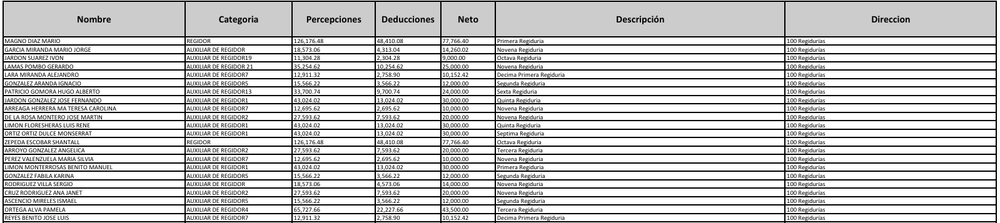 Nombre Categoria Percepciones Deducciones Neto Descripción Direccion
MAGNO DIAZ MARIO REGIDOR 126,176.48 48,410.08 77,766.40 Primera Regiduria 100 Regidurías
GARCIA MIRANDA MARIO JORGE AUXILIAR DE REGIDOR 18,573.06 4,313.04 14,260.02 Novena Regiduria 100 Regidurías
JARDON SUAREZ IVON AUXILIAR DE REGIDOR19 11,304.28 2,304.28 9,000.00 Octava Regiduria 100 Regidurías
LAMAS POMBO GERARDO AUXILIAR DE REGIDOR 21 35,254.62 10,254.62 25,000.00 Novena Regiduria 100 Regidurías
LARA MIRANDA ALEJANDRO AUXILIAR DE REGIDOR7 12,911.32 2,758.90 10,152.42 Decima Primera Regiduria 100 Regidurías
GONZALEZ ARANDA IGNACIO AUXILIAR DE REGIDOR5 15,566.22 3,566.22 12,000.00 Segunda Regiduria 100 Regidurías
PATRICIO GOMORA HUGO ALBERTO AUXILIAR DE REGIDOR13 33,700.74 9,700.74 24,000.00 Sexta Regiduria 100 Regidurías
JARDON GONZALEZ JOSE FERNANDO AUXILIAR DE REGIDOR1 43,024.02 13,024.02 30,000.00 Quinta Regiduria 100 Regidurías
ARREAGA HERRERA MA TERESA CAROLINA AUXILIAR DE REGIDOR7 12,695.62 2,695.62 10,000.00 Novena Regiduria 100 Regidurías
DE LA ROSA MONTERO JOSE MARTIN AUXILIAR DE REGIDOR2 27,593.62 7,593.62 20,000.00 Novena Regiduria 100 Regidurías
LIMON FLORESHERAS LUIS RENE AUXILIAR DE REGIDOR1 43,024.02 13,024.02 30,000.00 Quinta Regiduria 100 Regidurías
ORTIZ ORTIZ DULCE MONSERRAT AUXILIAR DE REGIDOR1 43,024.02 13,024.02 30,000.00 Septima Regiduria 100 Regidurías
ZEPEDA ESCOBAR SHANTALL REGIDOR 126,176.48 48,410.08 77,766.40 Octava Regiduria 100 Regidurías
ARROYO GONZALEZ ANGELICA AUXILIAR DE REGIDOR2 27,593.62 7,593.62 20,000.00 Tercera Regiduria 100 Regidurías
PEREZ VALENZUELA MARIA SILVIA AUXILIAR DE REGIDOR7 12,695.62 2,695.62 10,000.00 Novena Regiduria 100 Regidurías
LIMON MONTERROSAS BENITO MANUEL AUXILIAR DE REGIDOR1 43,024.02 13,024.02 30,000.00 Primera Regiduria 100 Regidurías
GONZALEZ FABILA KARINA AUXILIAR DE REGIDOR5 15,566.22 3,566.22 12,000.00 Segunda Regiduria 100 Regidurías
RODRIGUEZ VILLA SERGIO AUXILIAR DE REGIDOR 18,573.06 4,573.06 14,000.00 Novena Regiduria 100 Regidurías
CRUZ RODRIGUEZ ANA JANET AUXILIAR DE REGIDOR2 27,593.62 7,593.62 20,000.00 Novena Regiduria 100 Regidurías
ASCENCIO MIRELES ISMAEL AUXILIAR DE REGIDOR5 15,566.22 3,566.22 12,000.00 Segunda Regiduria 100 Regidurías
ORTEGA ALVA PAMELA AUXILIAR DE REGIDOR4 65,727.66 22,227.66 43,500.00 Tercera Regiduria 100 Regidurías
REYES BENITO JOSE LUIS AUXILIAR DE REGIDOR7 12,911.32 2,758.90 10,152.42 Decima Primera Regiduria 100 Regidurías